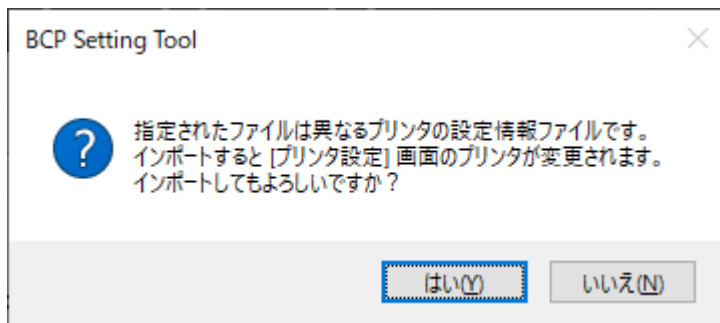 BCP Setting Tool
指定されたファイルは異なるプリンタの設定情報ファイルです。
インポートすると [プリンタ設定] 画面のプリンタが変更されます。
インポートしてもよろしいですか？
はい(Y)
いいえ(N)